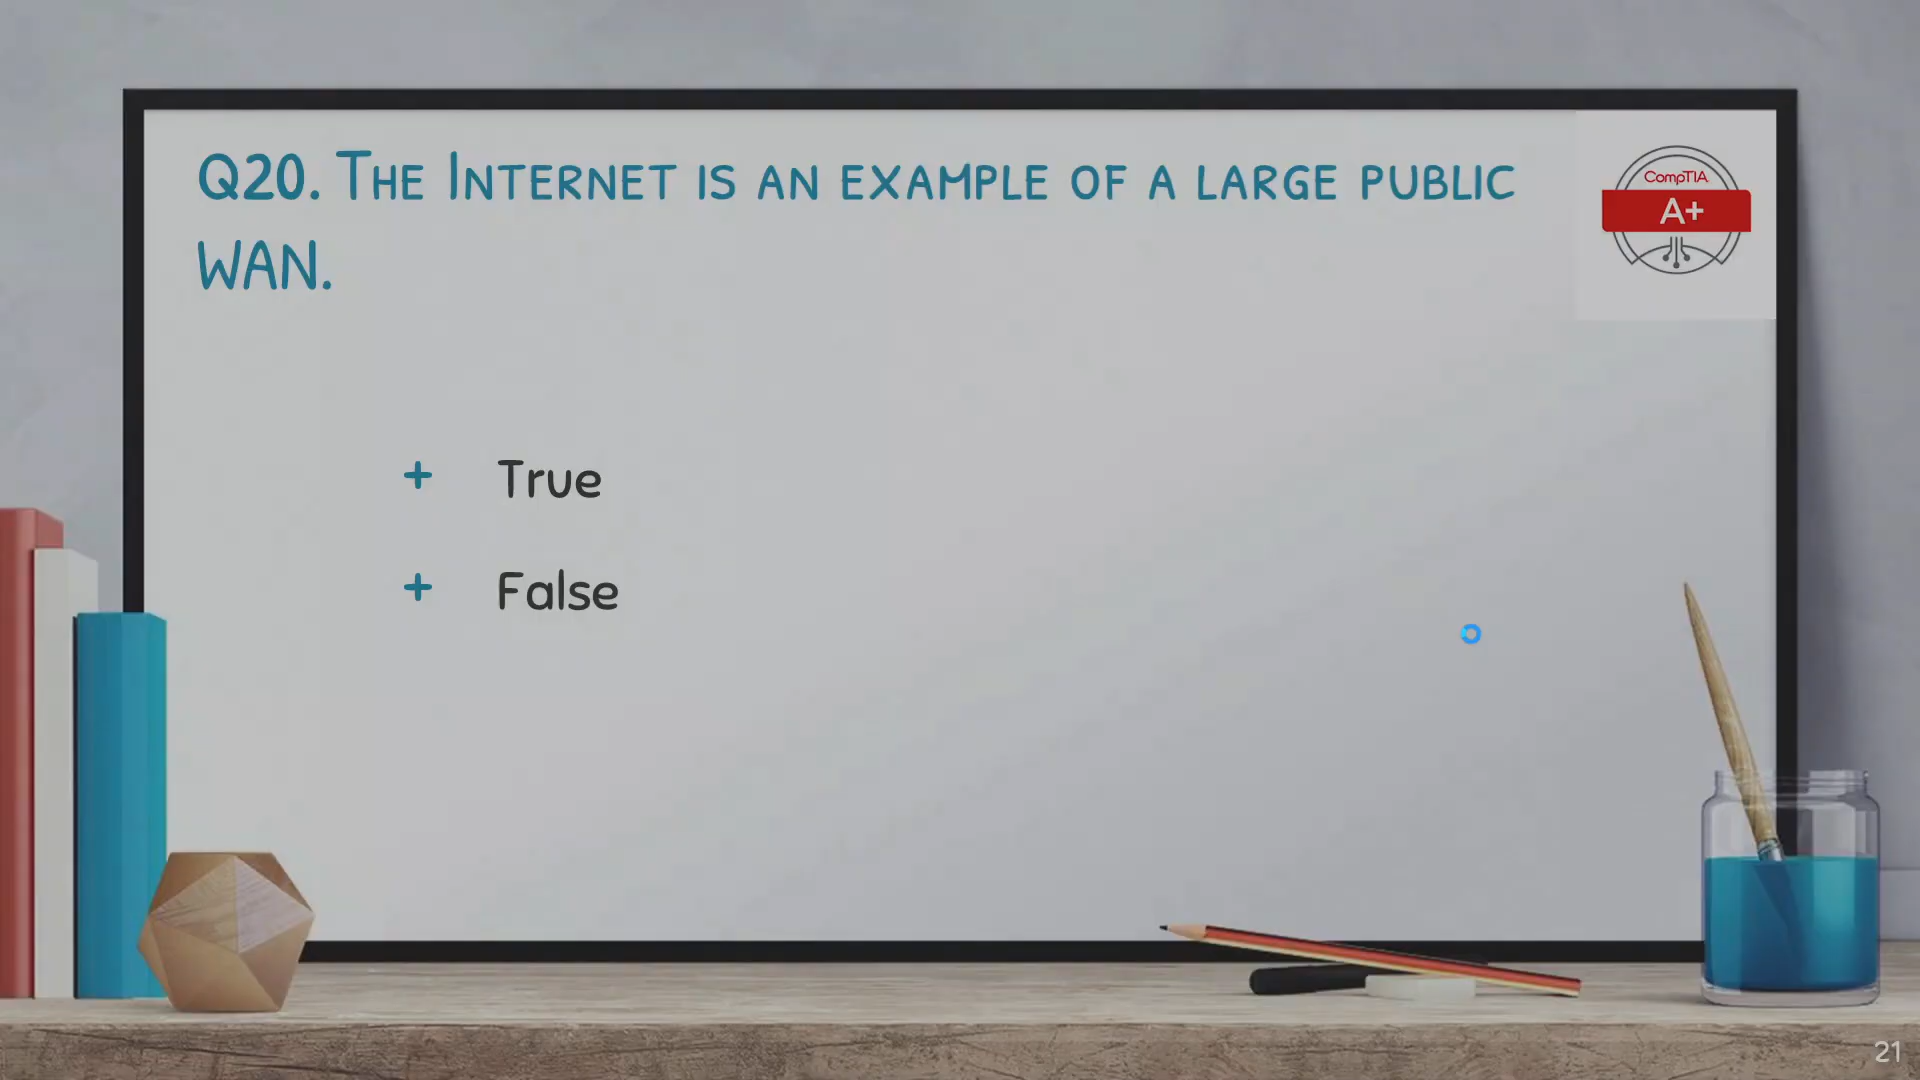 Q20. The Internet is an example of a large public
WAN.
CompTIA
A+
+ True
+ False
21